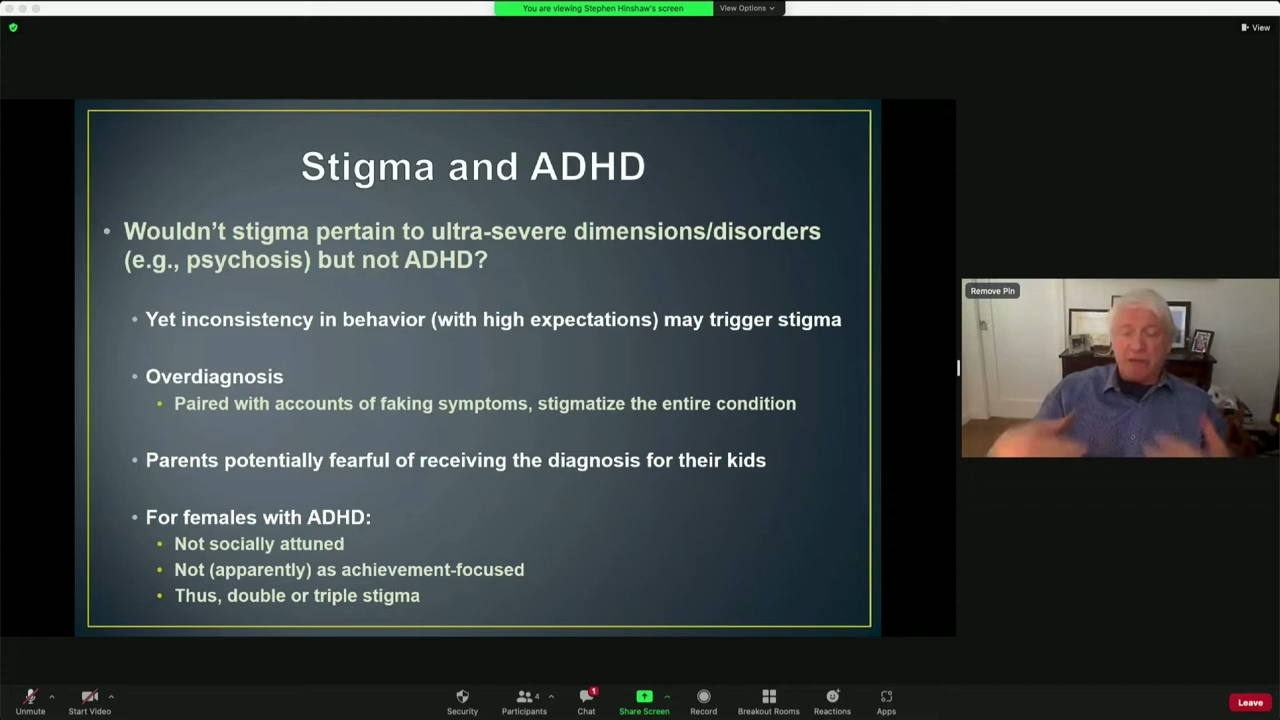 You are viewing Stephen Hinshaw's screen
View Options
View
Stigma and ADHD
• Wouldn't stigma pertain to ultra-severe dimensions/disorders
(e.g., psychosis) but not ADHD?
• Yet inconsistency in behavior (with high expectations) may trigger stigma
• Overdiagnosis
• Paired with accounts of faking symptoms, stigmatize the entire condition
• Parents potentially fearful of receiving the diagnosis for their kids
• For females with ADHD:
• Not socially attuned
• Not (apparently) as achievement-focused
• Thus, double or triple stigma
Remove Pin
Unmute
Start Video
Security
Participants 4
Chat 1
Share Screen
Record
Breakout Rooms
Reactions
Apps
Leave